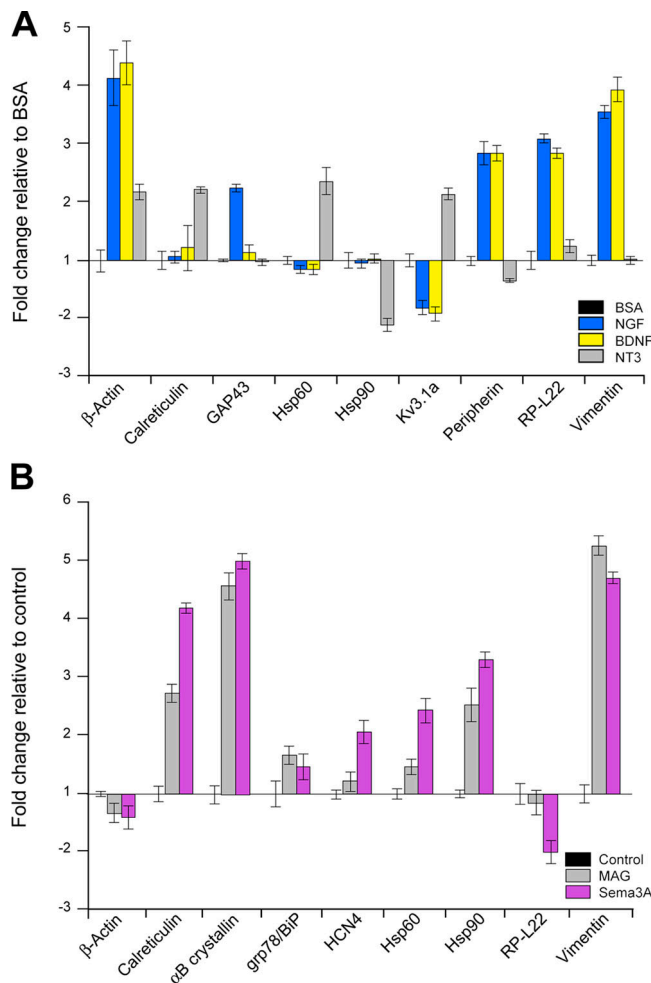 A
Fold change relative to BSA
5
4
3
2
1
-2
-3
BSA
NGF
BDNF
NT3
β-Actin
Calreticulin
GAP43
Hsp60
Hsp90
Kv3.1a
Peripherin
RP-L22
Vimentin
B
Fold change relative to control
6
5
4
3
2
1
-2
-3
Control
MAG
Sema3A
β-Actin
Calreticulin
αB crystallin
grp78/BiP
HCN4
Hsp60
Hsp90
RP-L22
Vimentin